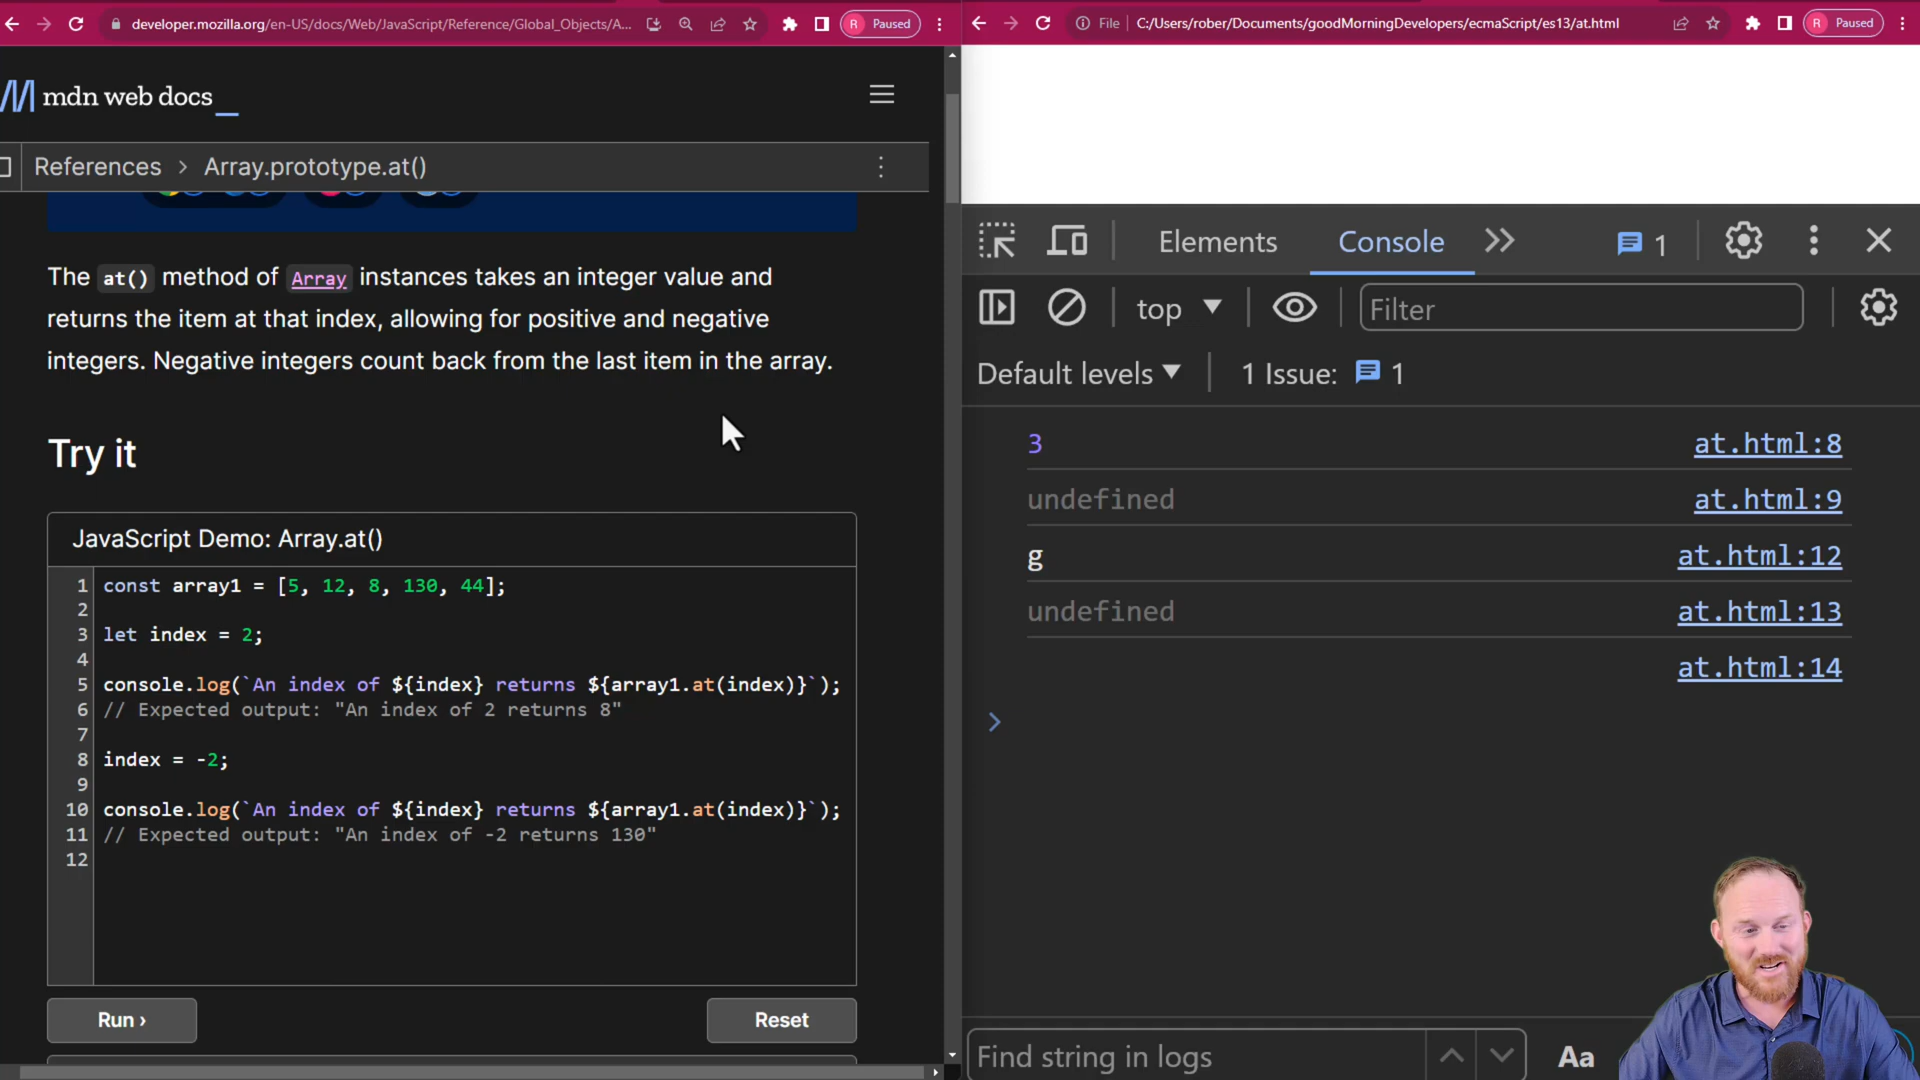 developer.mozilla.org/en-US/docs/Web/JavaScript/Reference/Global_Objects/A...
R Paused
File C:/Users/rober/Documents/goodMorningDevelopers/ecmaScript/es13/at.html
R Paused
mdn web docs_
References > Array.prototype.at()
The at() method of Array instances takes an integer value and
returns the item at that index, allowing for positive and negative
integers. Negative integers count back from the last item in the array.
Try it
JavaScript Demo: Array.at()
1 const array1 = [5, 12, 8, 130, 44];
2
3 let index = 2;
4
5 console.log(`An index of ${index} returns ${array1.at(index)}`);
6 // Expected output: "An index of 2 returns 8"
7
8 index = -2;
9
10 console.log(`An index of ${index} returns ${array1.at(index)}`);
11 // Expected output: "An index of -2 returns 130"
12
Run ›
Reset
Elements Console 1
top Filter
Default levels 1 Issue: 1
3 at.html:8
undefined at.html:9
g at.html:12
undefined at.html:13
at.html:14
Find string in logs Aa